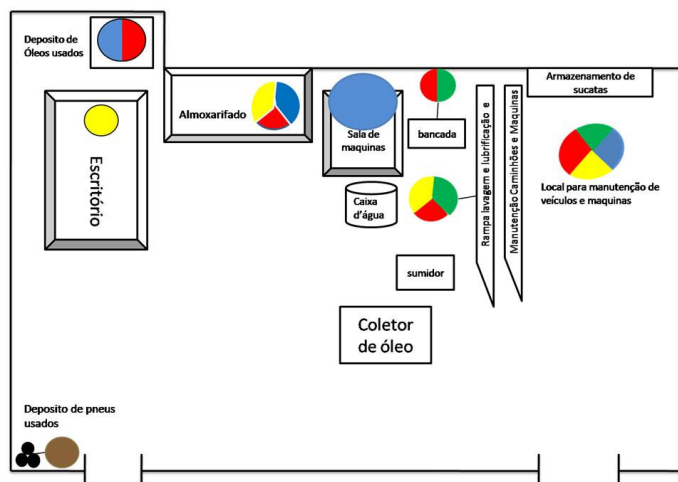 Deposito de
Óleos usados
Almoxarifado
Escritório
Sala de
maquinas
bancada
Armazenamento de
sucatas
Caixa
d'água
Rampa lavagem e lubrificação e
Manutenção Caminhões e Maquinas
Local para manutenção de
veículos e maquinas
sumidor
Coletor
de óleo
Deposito de pneus
usados